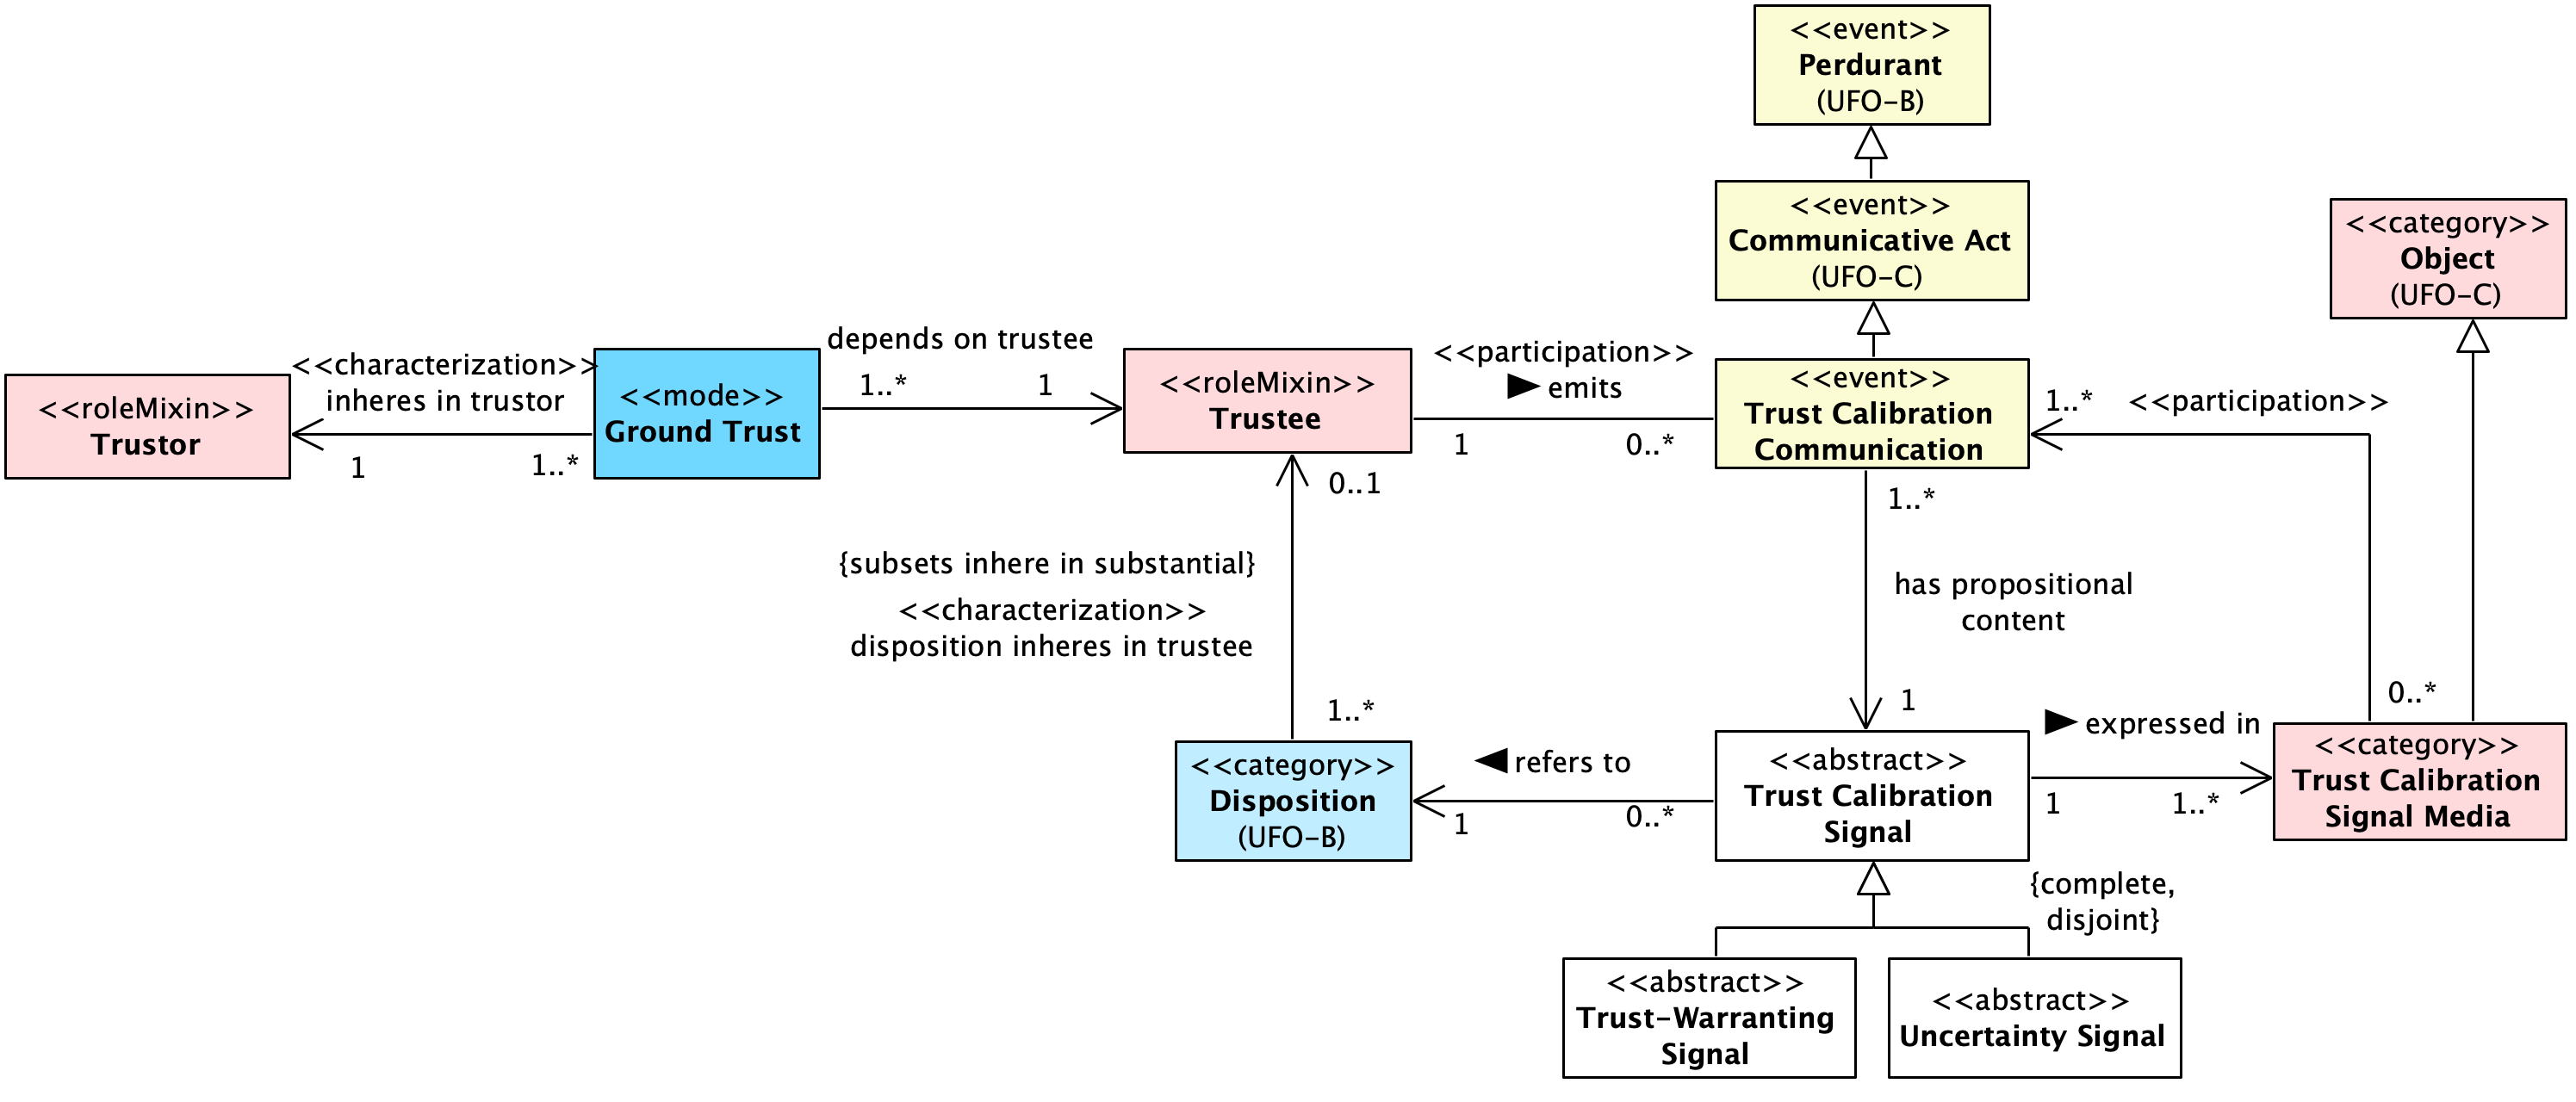 <<event>>
Perdurant
(UFO-B)
<<event>>
Communicative Act
(UFO-C)
<<category>>
Object
(UFO-C)
<<roleMixin>>
Trustor
<<characterization>>
inheres in trustor
1
1..*
<<mode>>
Ground Trust
depends on trustee
1..*
1
<<roleMixin>>
Trustee
<<participation>>
emits
1
0..*
<<event>>
Trust Calibration
Communication
1..*
<<participation>>
0..*
0..1
{subsets inhere in substantial}
<<characterization>>
disposition inheres in trustee
1..*
1..*
has propositional
content
1
<<category>>
Disposition
(UFO-B)
refers to
1
0..*
<<abstract>>
Trust Calibration
Signal
expressed in
1
1..*
<<category>>
Trust Calibration
Signal Media
{complete,
disjoint}
<<abstract>>
Trust-Warranting
Signal
<<abstract>>
Uncertainty Signal